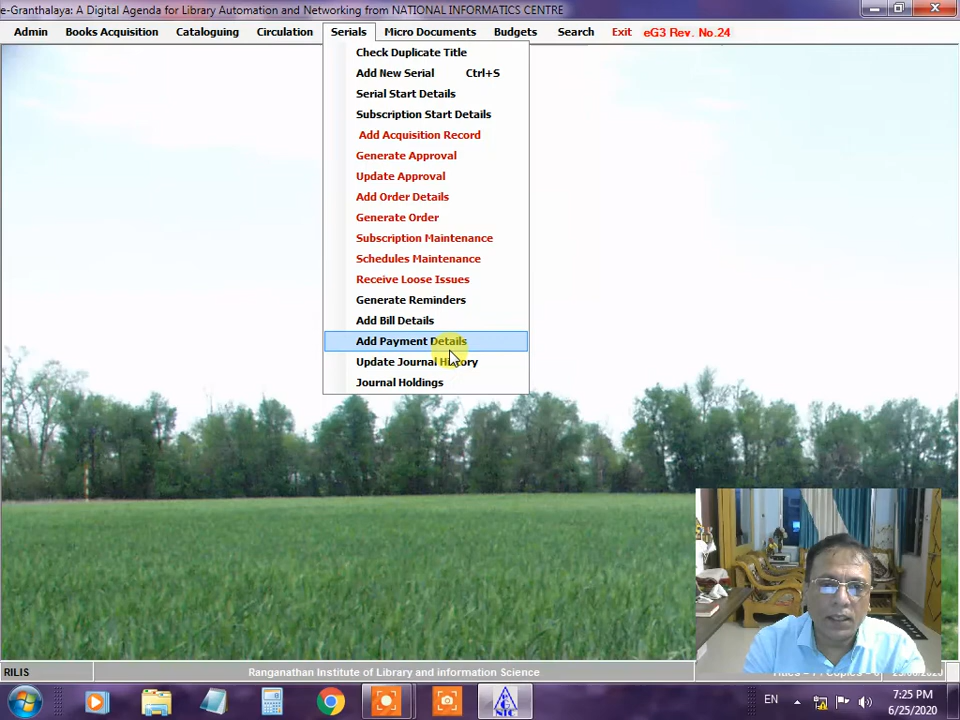 e-Granthalaya: A Digital Agenda for Library Automation and Networking from NATIONAL INFORMATICS CENTRE
Admin Books Acquisition Cataloguing Circulation Serials Micro Documents Budgets Search Exit eG3 Rev. No.24
Check Duplicate Title
Add New Serial Ctrl+S
Serial Start Details
Subscription Start Details
Add Acquisition Record
Generate Approval
Update Approval
Add Order Details
Generate Order
Subscription Maintenance
Schedules Maintenance
Receive Loose Issues
Generate Reminders
Add Bill Details
Add Payment Details
Update Journal History
Journal Holdings
RILIS Ranganathan Institute of Library and information Science
EN 7:25 PM
6/25/2020
NIC